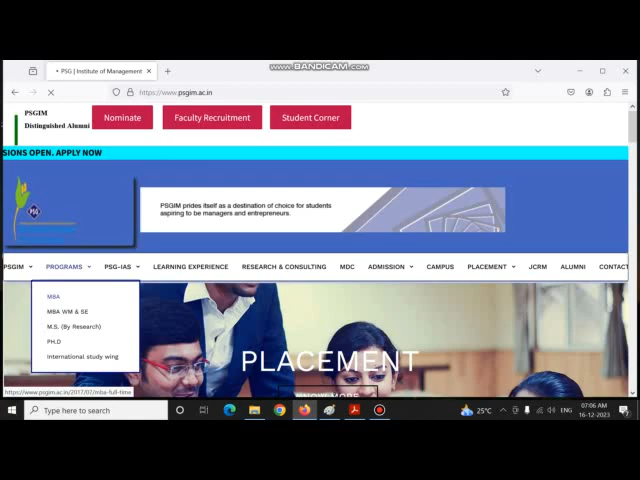 www.BANDICAM.com
PSG | Institute of Management
https://www.psgim.ac.in
PSGIM
Distinguished Alumni
Nominate
Faculty Recruitment
Student Corner
SIONS OPEN. APPLY NOW
PSG
PSGIM prides itself as a destination of choice for students
aspiring to be managers and entrepreneurs.
PSGIM PROGRAMS PSG-IAS LEARNING EXPERIENCE RESEARCH & CONSULTING MDC ADMISSION CAMPUS PLACEMENT JCRM ALUMNI CONTACT
MBA
MBA WM & SE
M.S. (By Research)
PH.D
International study wing
PLACEMENT
KNOW MORE
https://www.psgim.ac.in/2017/07/mba-full-time
Type here to search
25°C
ENG
07:06 AM
16-12-2023